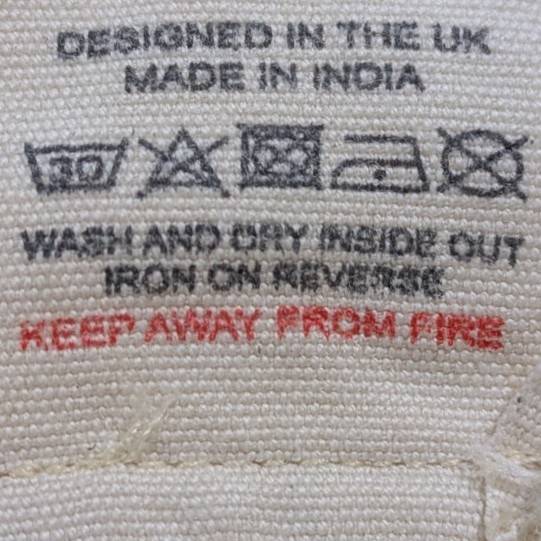 DESIGNED IN THE UK
MADE IN INDIA
30
WASH AND DRY INSIDE OUT
IRON ON REVERSE
KEEP AWAY FROM FIRE